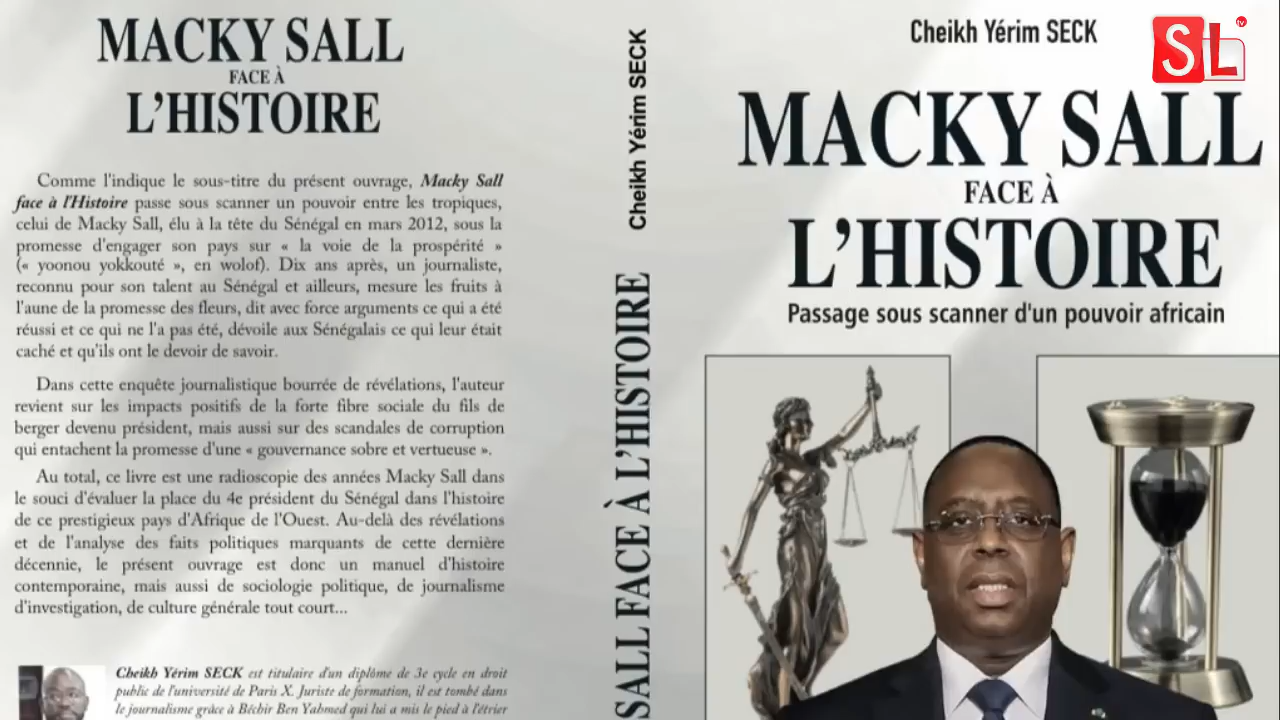 MACKY SALL
FACE À
L'HISTOIRE
Comme l'indique le sous-titre du présent ouvrage, Macky Sall
face à l'Histoire passe sous scanner un pouvoir entre les tropiques,
celui de Macky Sall, élu à la tête du Sénégal en mars 2012, sous la
promesse d'engager son pays sur « la voie de la prospérité »
(« yoonou yokkouté », en wolof). Dix ans après, un journaliste,
reconnu pour son talent au Sénégal et ailleurs, mesure les fruits à
l'aune de la promesse des fleurs, dit avec force arguments ce qui a été
réussi et ce qui ne l'a pas été, dévoile aux Sénégalais ce qui leur était
caché et qu'ils ont le devoir de savoir.
Dans cette enquête journalistique bourrée de révélations, l'auteur
revient sur les impacts positifs de la forte fibre sociale du fils de
berger devenu président, mais aussi sur des scandales de corruption
qui entachent la promesse d'une « gouvernance sobre et vertueuse ».
Au total, ce livre est une radioscopie des années Macky Sall dans
le souci d'évaluer la place du 4e président du Sénégal dans l'histoire
de ce prestigieux pays d'Afrique de l'Ouest. Au-delà des révélations
et de l'analyse des faits politiques marquants de cette dernière
décennie, le présent ouvrage est donc un manuel d'histoire
contemporaine, mais aussi de sociologie politique, de journalisme
d'investigation, de culture générale tout court...
Cheikh Yérim SECK est titulaire d'un diplôme de 3e cycle en droit
public de l'université de Paris X. Juriste de formation, il est tombé dans
le journalisme grâce à Béchir Ben Yahmed qui lui a mis le pied à l'étrier
SALL FACE À L'HISTOIRE
Cheikh Yérim SECK
Cheikh Yérim SECK
MACKY SALL
FACE À
L'HISTOIRE
Passage sous scanner d'un pouvoir africain
SL
tv